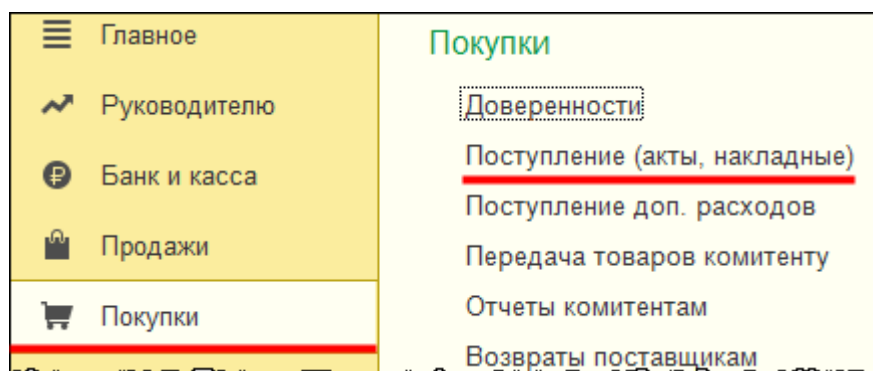 Главное
Руководителю
Банк и касса
Продажи
Покупки
Покупки
Доверенности
Поступление (акты, накладные)
Поступление доп. расходов
Передача товаров комитенту
Отчеты комитентам
Возвраты поставщикам